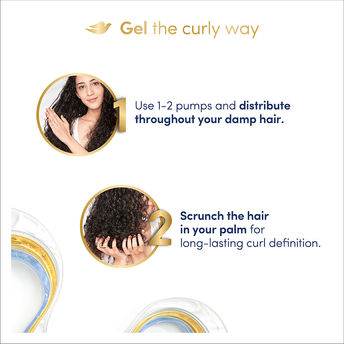 Gel the curly way
1
Use 1-2 pumps and distribute
throughout your damp hair.
2
Scrunch the hair
in your palm for
long-lasting curl definition.